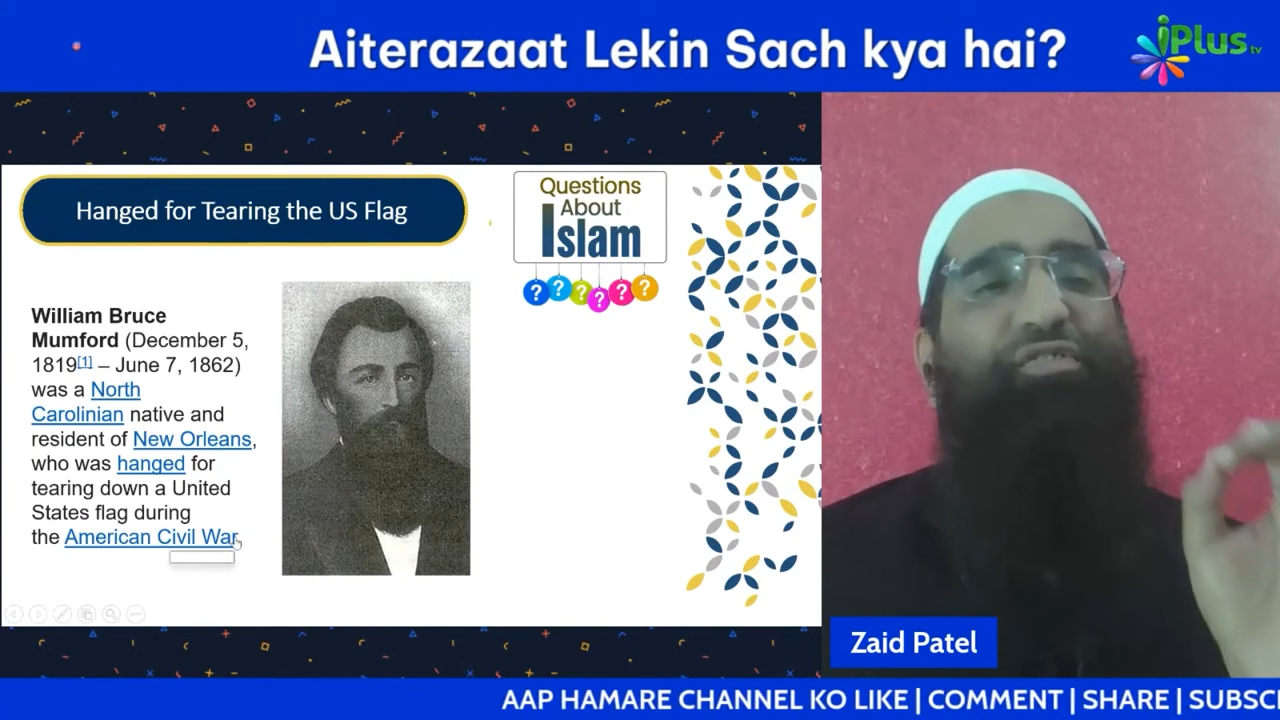 Aiterazaat Lekin Sach kya hai?
iPlus tv
Hanged for Tearing the US Flag
Questions
About
Islam
? ? ? ? ? ?
William Bruce
Mumford (December 5,
1819[1] – June 7, 1862)
was a North
Carolinian native and
resident of New Orleans,
who was hanged for
tearing down a United
States flag during
the American Civil War.
Zaid Patel
AAP HAMARE CHANNEL KO LIKE | COMMENT | SHARE | SUBSC